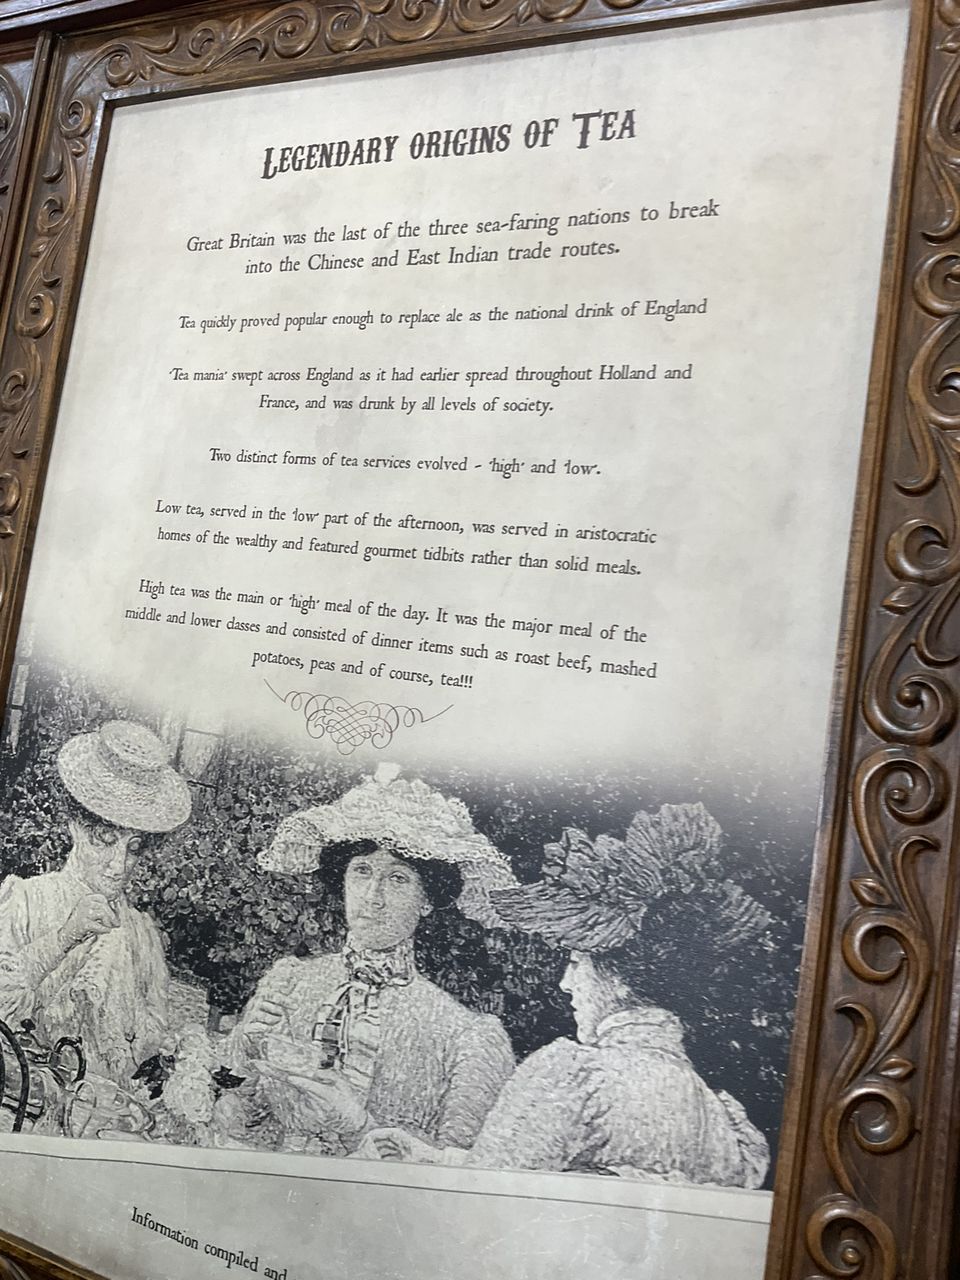 LEGENDARY ORIGINS OF TEA
Great Britain was the last of the three sea-faring nations to break
into the Chinese and East Indian trade routes.
Tea quickly proved popular enough to replace ale as the national drink of England
'Tea mania' swept across England as it had earlier spread throughout Holland and
France, and was drunk by all levels of society.
Two distinct forms of tea services evolved - 'high' and 'low'.
Low tea, served in the 'low' part of the afternoon, was served in aristocratic
homes of the wealthy and featured gourmet tidbits rather than solid meals.
High tea was the main or 'high' meal of the day. It was the major meal of the
middle and lower classes and consisted of dinner items such as roast beef, mashed
potatoes, peas and of course, tea!!!
Information compiled and